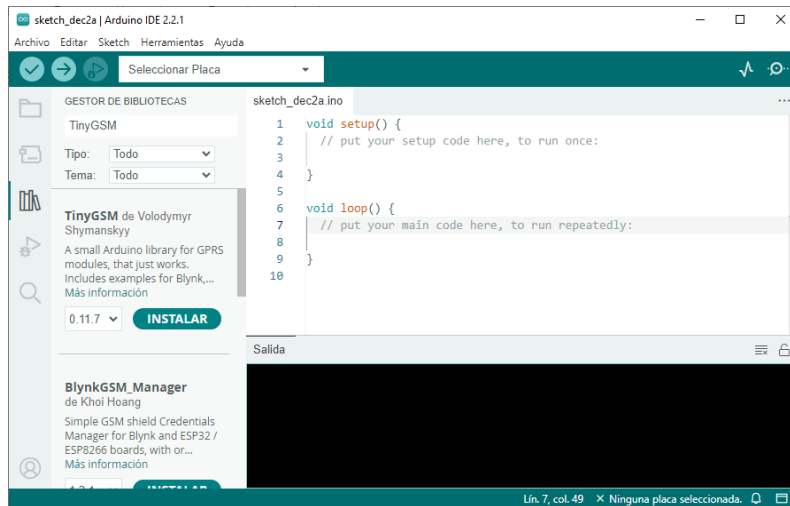 sketch_dec2a | Arduino IDE 2.2.1
Archivo Editar Sketch Herramientas Ayuda
Seleccionar Placa
GESTOR DE BIBLIOTECAS
TinyGSM
Tipo: Todo
Tema: Todo
TinyGSM de Volodymyr
Shymanskyy
A small Arduino library for GPRS
modules, that just works.
Includes examples for Blynk,...
Más información
0.11.7 INSTALAR
BlynkGSM_Manager
de Khoi Hoang
Simple GSM shield Credentials
Manager for Blynk and ESP32 /
ESP8266 boards, with or...
Más información
INSTALAR
sketch_dec2a.ino
1 void setup() {
2 // put your setup code here, to run once:
3
4 }
5
6 void loop() {
7 // put your main code here, to run repeatedly:
8
9 }
10
Salida
Lín. 7, col. 49 × Ninguna placa seleccionada.